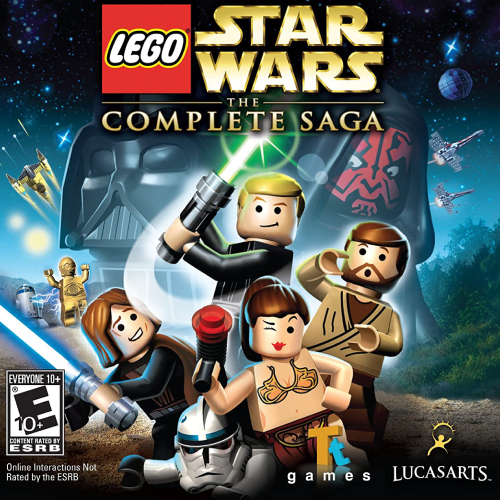 LEGO
STAR
WARS
THE
COMPLETE SAGA
EVERYONE 10+
E
10+
CONTENT RATED BY
ESRB
Online Interactions Not
Rated by the ESRB
Tt
games
LUCASARTS